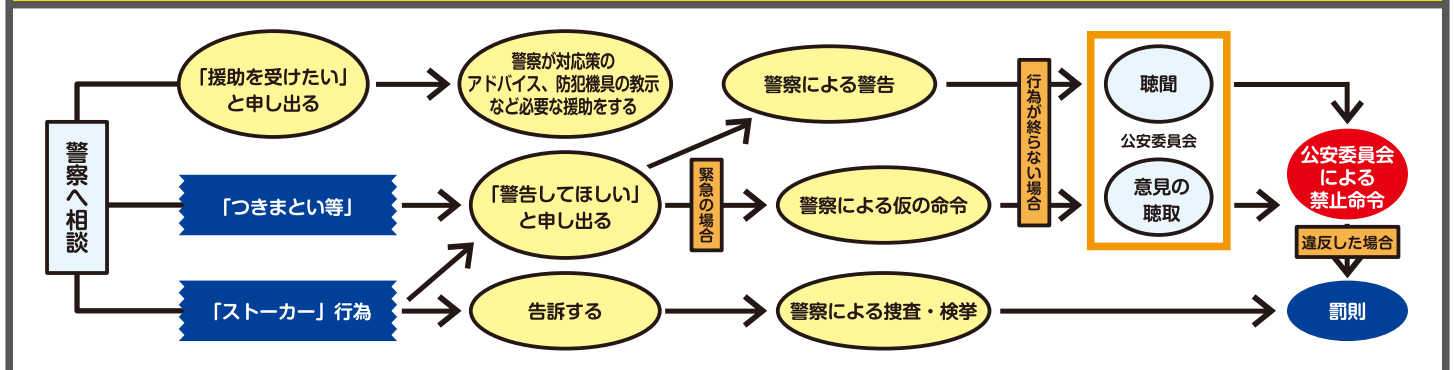 警察へ相談
「援助を受けたい」
と申し出る
警察が対応策の
アドバイス、防犯機具の教示
など必要な援助をする
「つきまとい等」
「警告してほしい」
と申し出る
警察による警告
緊急の場合
警察による仮の命令
行為が終らない場合
聴聞
公安委員会
意見の
聴取
公安委員会
による
禁止命令
違反した場合
「ストーカー」行為
告訴する
警察による捜査・検挙
罰則